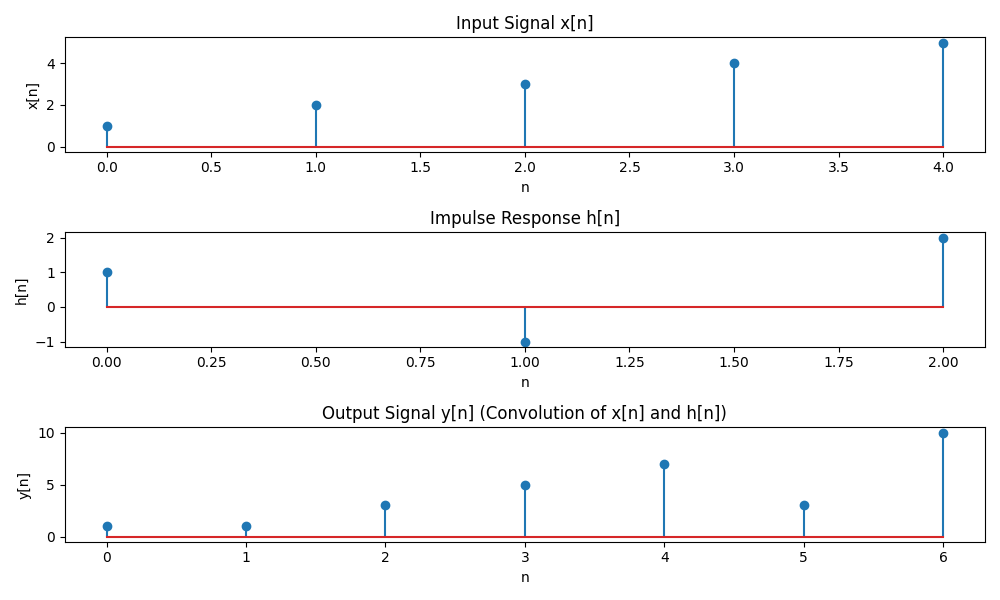 Input Signal x[n]
x[n]
4
2
0
0.0 0.5 1.0 1.5 2.0 2.5 3.0 3.5 4.0
n
Impulse Response h[n]
h[n]
2
1
0
−1
0.00 0.25 0.50 0.75 1.00 1.25 1.50 1.75 2.00
n
Output Signal y[n] (Convolution of x[n] and h[n])
y[n]
10
5
0
0 1 2 3 4 5 6
n